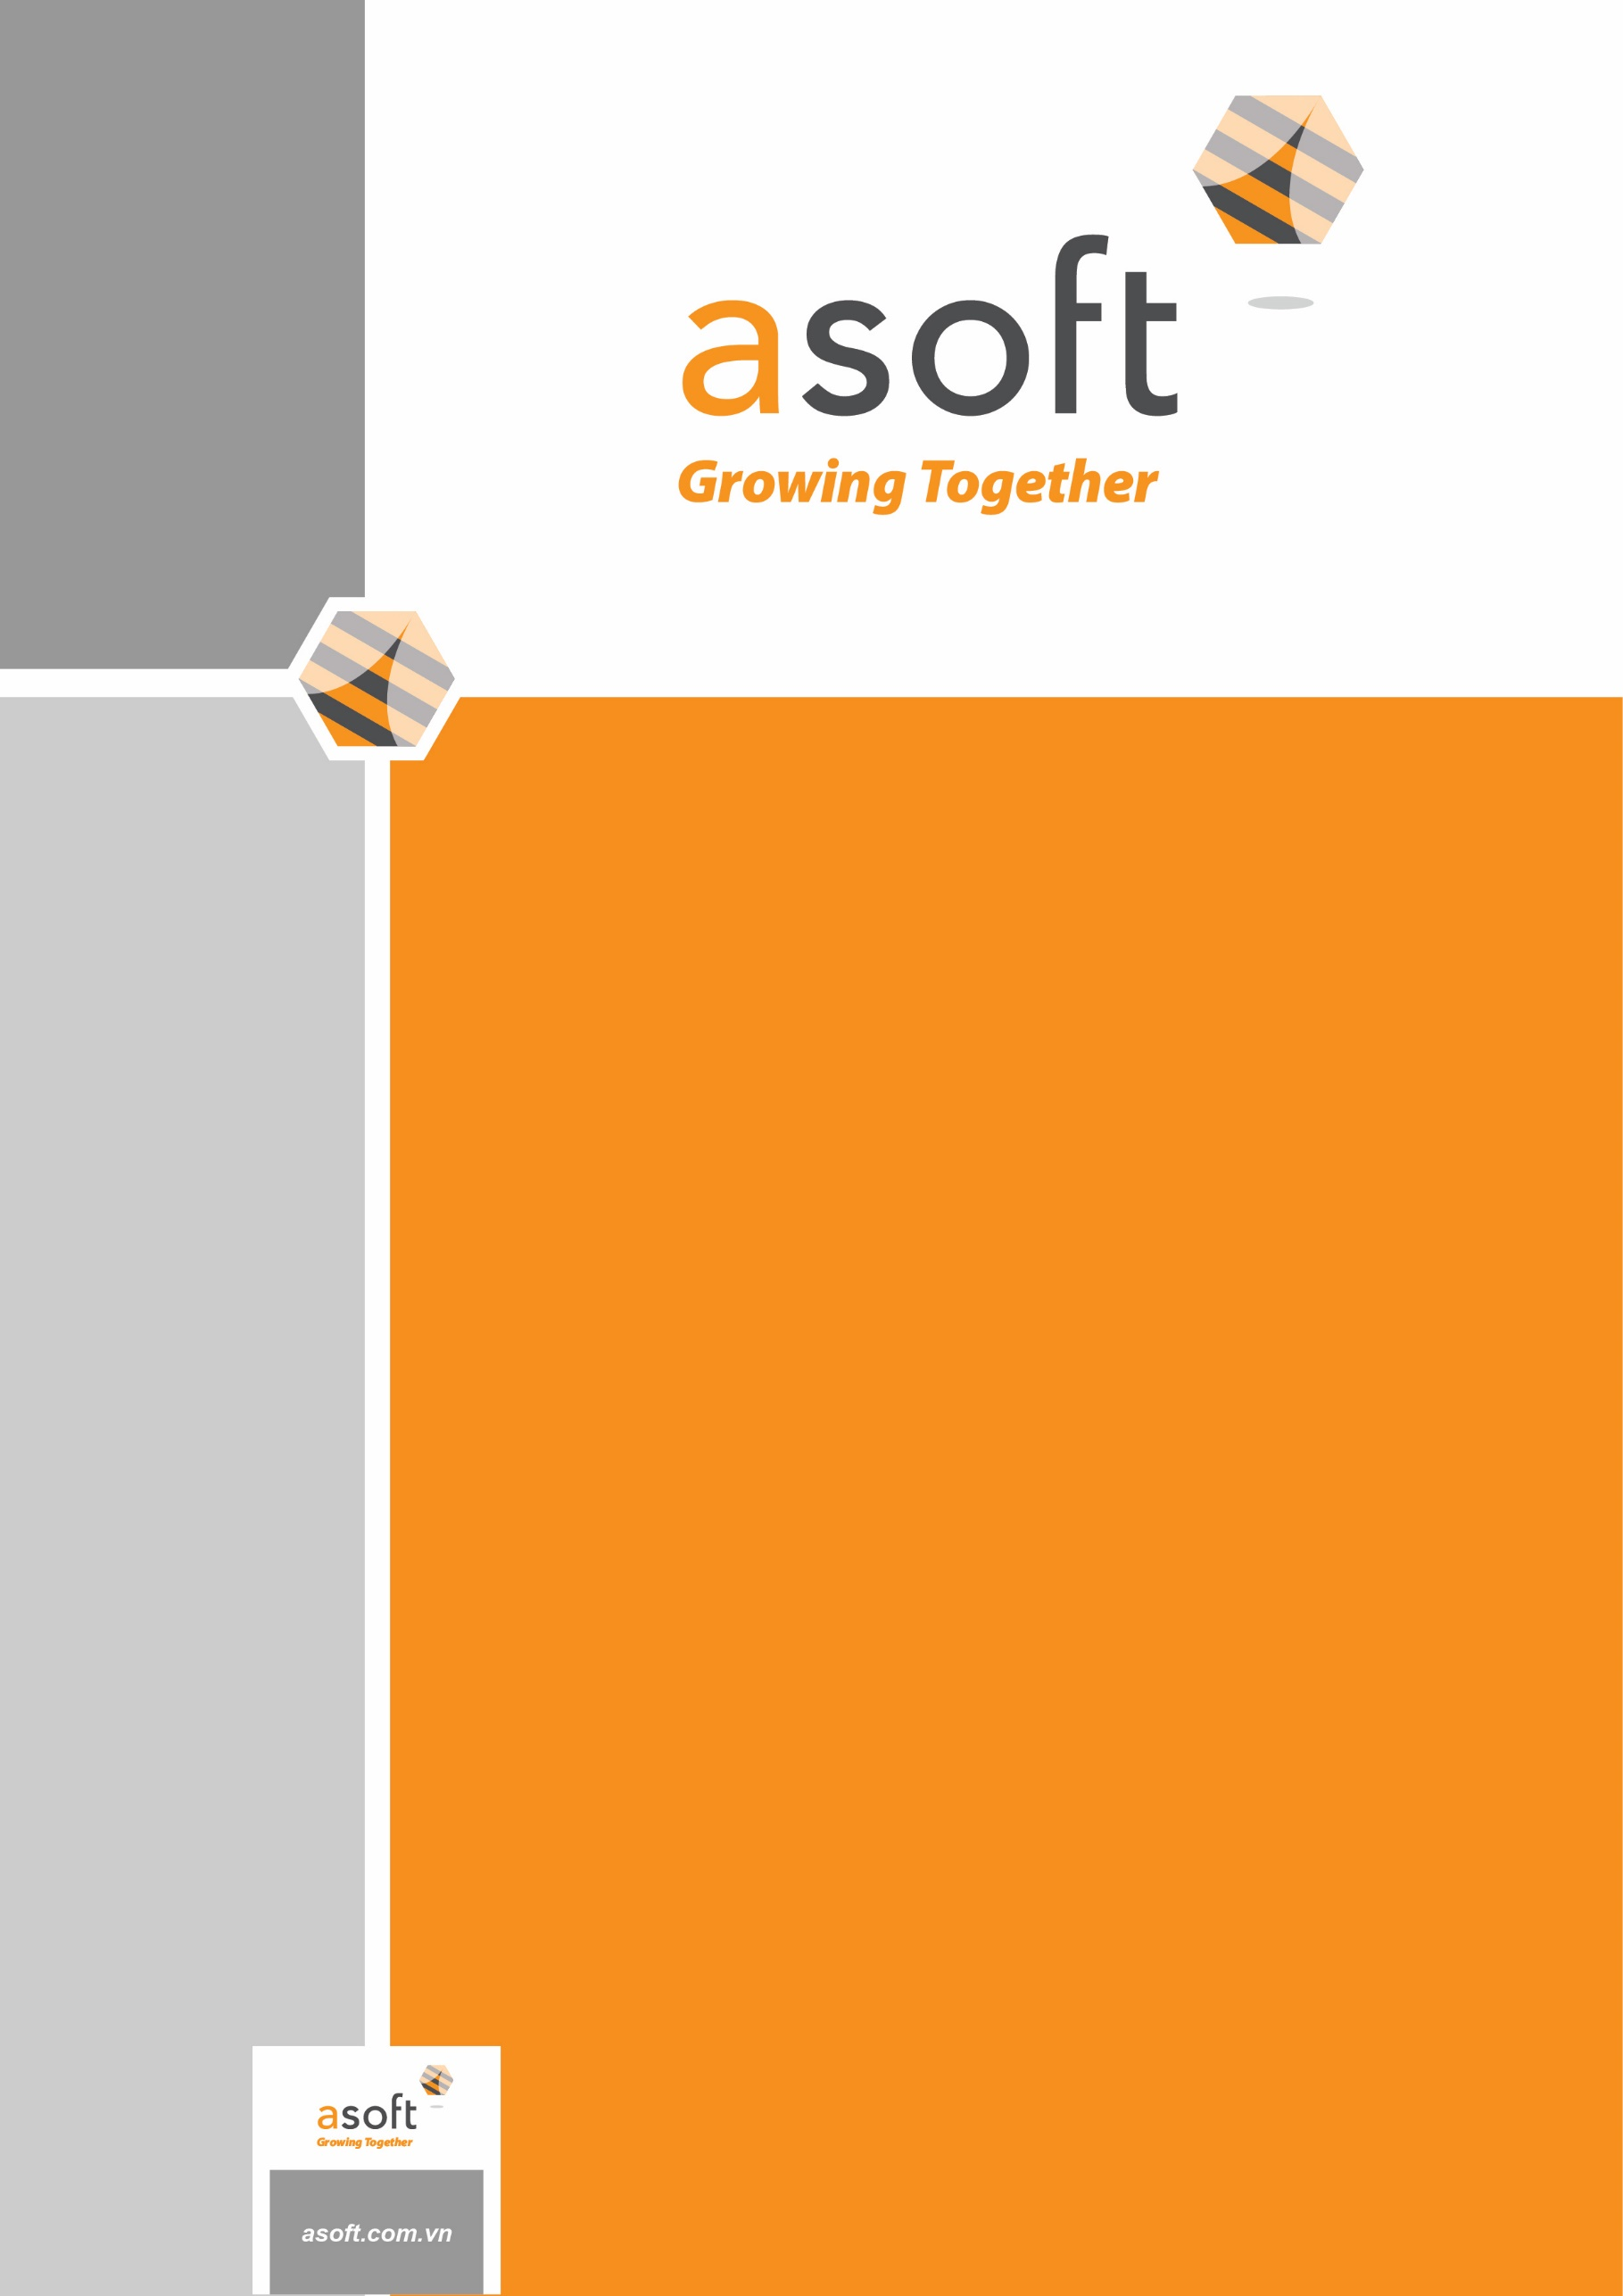 asoft
Growing Together
asoft
Growing Together
asoft.com.vn